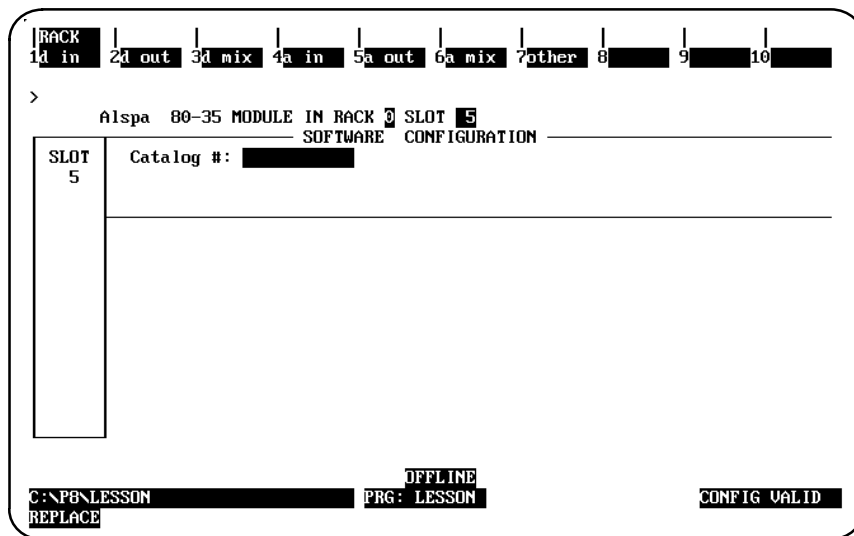 RACK
1d in 2d out 3d mix 4a in 5a out 6a mix 7other 8 9 10
>
Alspa 80-35 MODULE IN RACK 0 SLOT 5
SOFTWARE CONFIGURATION
SLOT Catalog #:
5
OFFLINE
C:\P8\LESSON PRG: LESSON CONFIG VALID
REPLACE